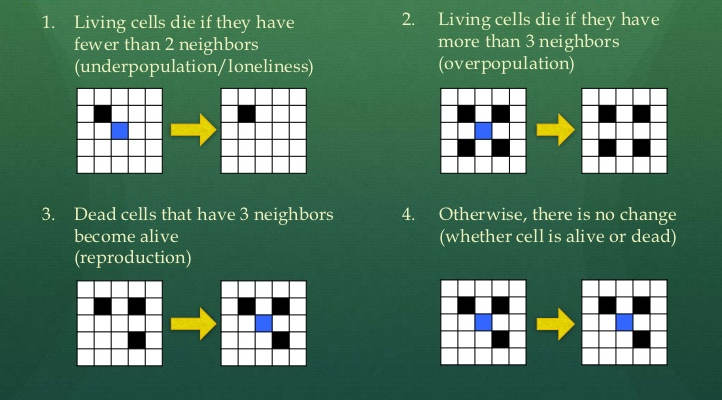 1. Living cells die if they have
fewer than 2 neighbors
(underpopulation/loneliness)
2. Living cells die if they have
more than 3 neighbors
(overpopulation)
3. Dead cells that have 3 neighbors
become alive
(reproduction)
4. Otherwise, there is no change
(whether cell is alive or dead)